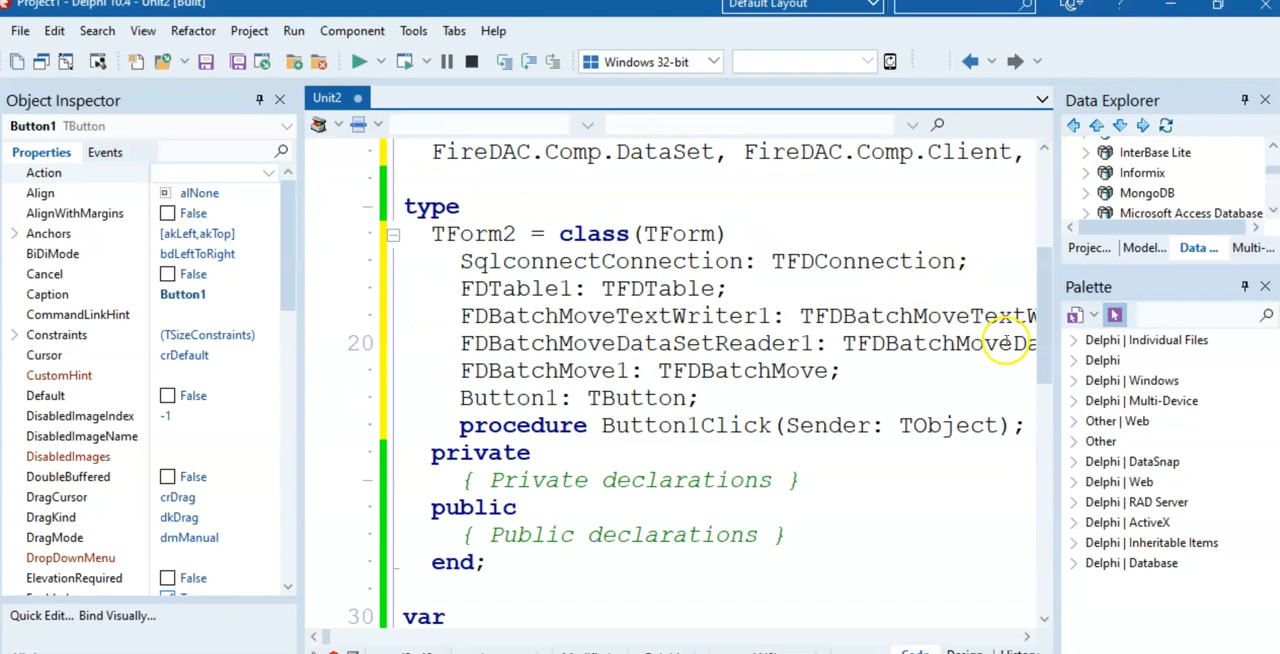 Project1 - Delphi 10.4 - Unit2 [Built]
Default Layout
File Edit Search View Refactor Project Run Component Tools Tabs Help
Windows 32-bit
Object Inspector
Button1 TButton
Properties Events
Action
Align alNone
AlignWithMargins False
Anchors [akLeft,akTop]
BiDiMode bdLeftToRight
Cancel False
Caption Button1
CommandLinkHint
Constraints (TSizeConstraints)
Cursor crDefault
CustomHint
Default False
DisabledImageIndex -1
DisabledImageName
DisabledImages
DoubleBuffered False
DragCursor crDrag
DragKind dkDrag
DragMode dmManual
DropDownMenu
ElevationRequired False
Quick Edit... Bind Visually...
Unit2
FireDAC.Comp.DataSet, FireDAC.Comp.Client,
type
TForm2 = class(TForm)
SqlconnectConnection: TFDConnection;
FDTable1: TFDTable;
FDBatchMoveTextWriter1: TFDBatchMoveTextW
20 FDBatchMoveDataSetReader1: TFDBatchMoveDa
FDBatchMove1: TFDBatchMove;
Button1: TButton;
procedure Button1Click(Sender: TObject);
private
{ Private declarations }
public
{ Public declarations }
end;
30 var
Data Explorer
InterBase Lite
Informix
MongoDB
Microsoft Access Database
Projec... Model... Data ... Multi-...
Palette
Delphi | Individual Files
Delphi
Delphi | Windows
Delphi | Multi-Device
Other | Web
Other
Delphi | DataSnap
Delphi | Web
Delphi | RAD Server
Delphi | ActiveX
Delphi | Inheritable Items
Delphi | Database